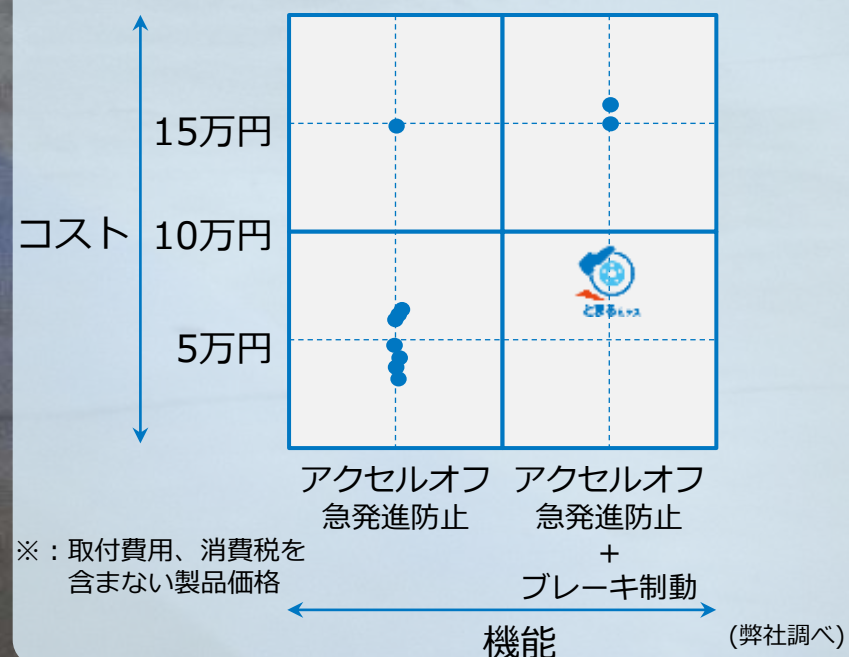 15万円
コスト
10万円
5万円
とまる
アクセルオフ
急発進防止
アクセルオフ
急発進防止
+
ブレーキ制動
※：取付費用、消費税を
含まない製品価格
機能
(弊社調べ)